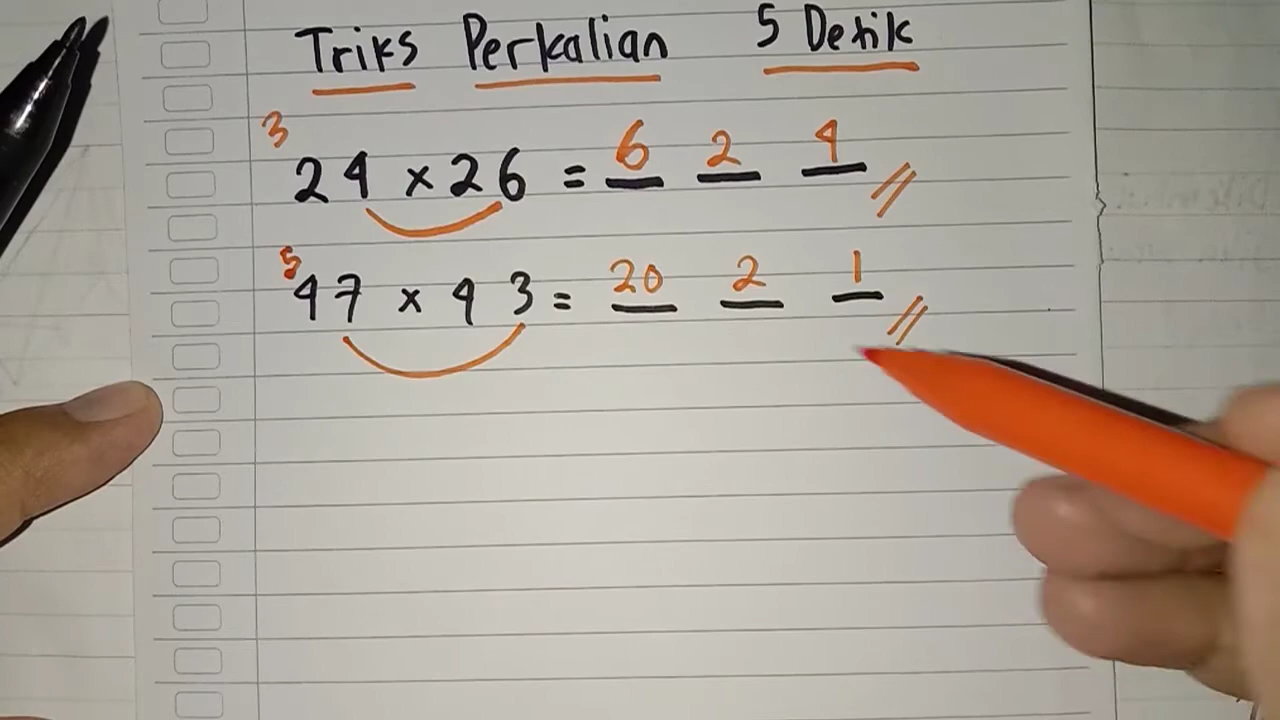 Triks Perkalian 5 Detik
3
24 x 26 = 6 2 4 //
5
47 x 43 = 20 2 1 //